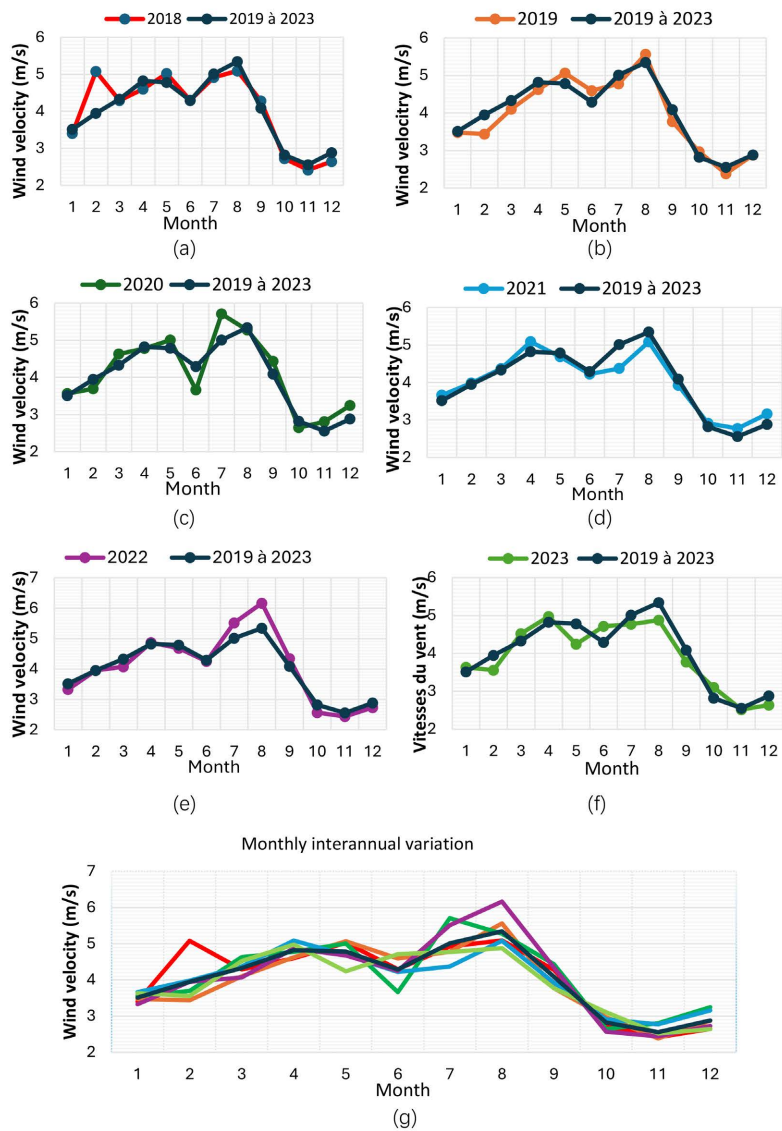 2018 2019 à 2023
Wind velocity (m/s)
6
5
4
3
2
1 2 3 4 5 6 7 8 9 10 11 12
Month
(a)
2019 2019 à 2023
Wind velocitry (m/s)
6
5
4
3
2
1 2 3 4 5 6 7 8 9 10 11 12
Month
(b)
2020 2019 à 2023
Wind velocity (m/s)
6
5
4
3
2
1 2 3 4 5 6 7 8 9 10 11 12
Month
(c)
2021 2019 à 2023
Wind velocity (m/s)
6
5
4
3
2
1 2 3 4 5 6 7 8 9 10 11 12
Month
(d)
2022 2019 à 2023
Wind velocity (m/s)
7
6
5
4
3
2
1 2 3 4 5 6 7 8 9 10 11 12
Month
(e)
2023 2019 à 2023
Vitesses du vent (m/s)
6
5
4
3
2
1 2 3 4 5 6 7 8 9 10 11 12
Month
(f)
Monthly interannual variation
Wind velocity (m/s)
7
6
5
4
3
2
1 2 3 4 5 6 7 8 9 10 11 12
Month
(g)